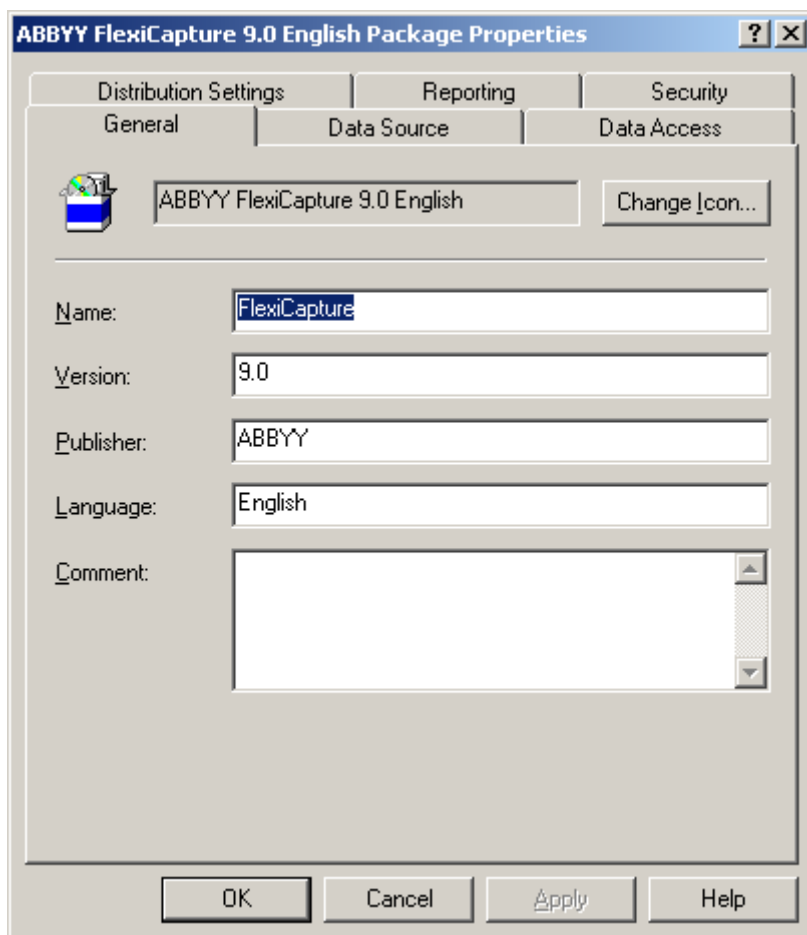 ABBYY FlexiCapture 9.0 English Package Properties
Distribution Settings Reporting Security
General Data Source Data Access
ABBYY FlexiCapture 9.0 English Change Icon...
Name: FlexiCapture
Version: 9.0
Publisher: ABBYY
Language: English
Comment:
OK Cancel Apply Help